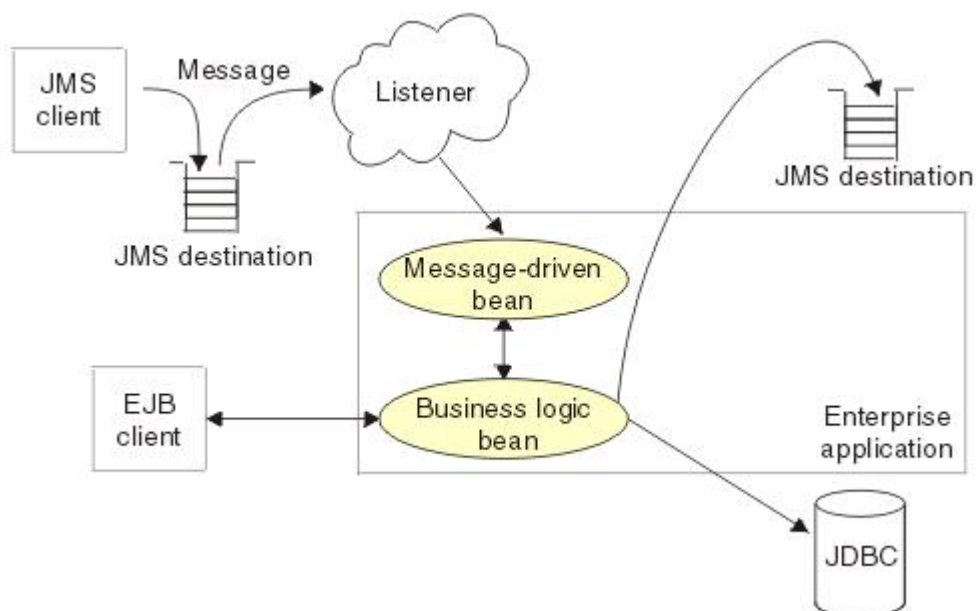 JMS
client
Message
Listener
JMS destination
JMS destination
Message-driven
bean
EJB
client
Business logic
bean
Enterprise
application
JDBC